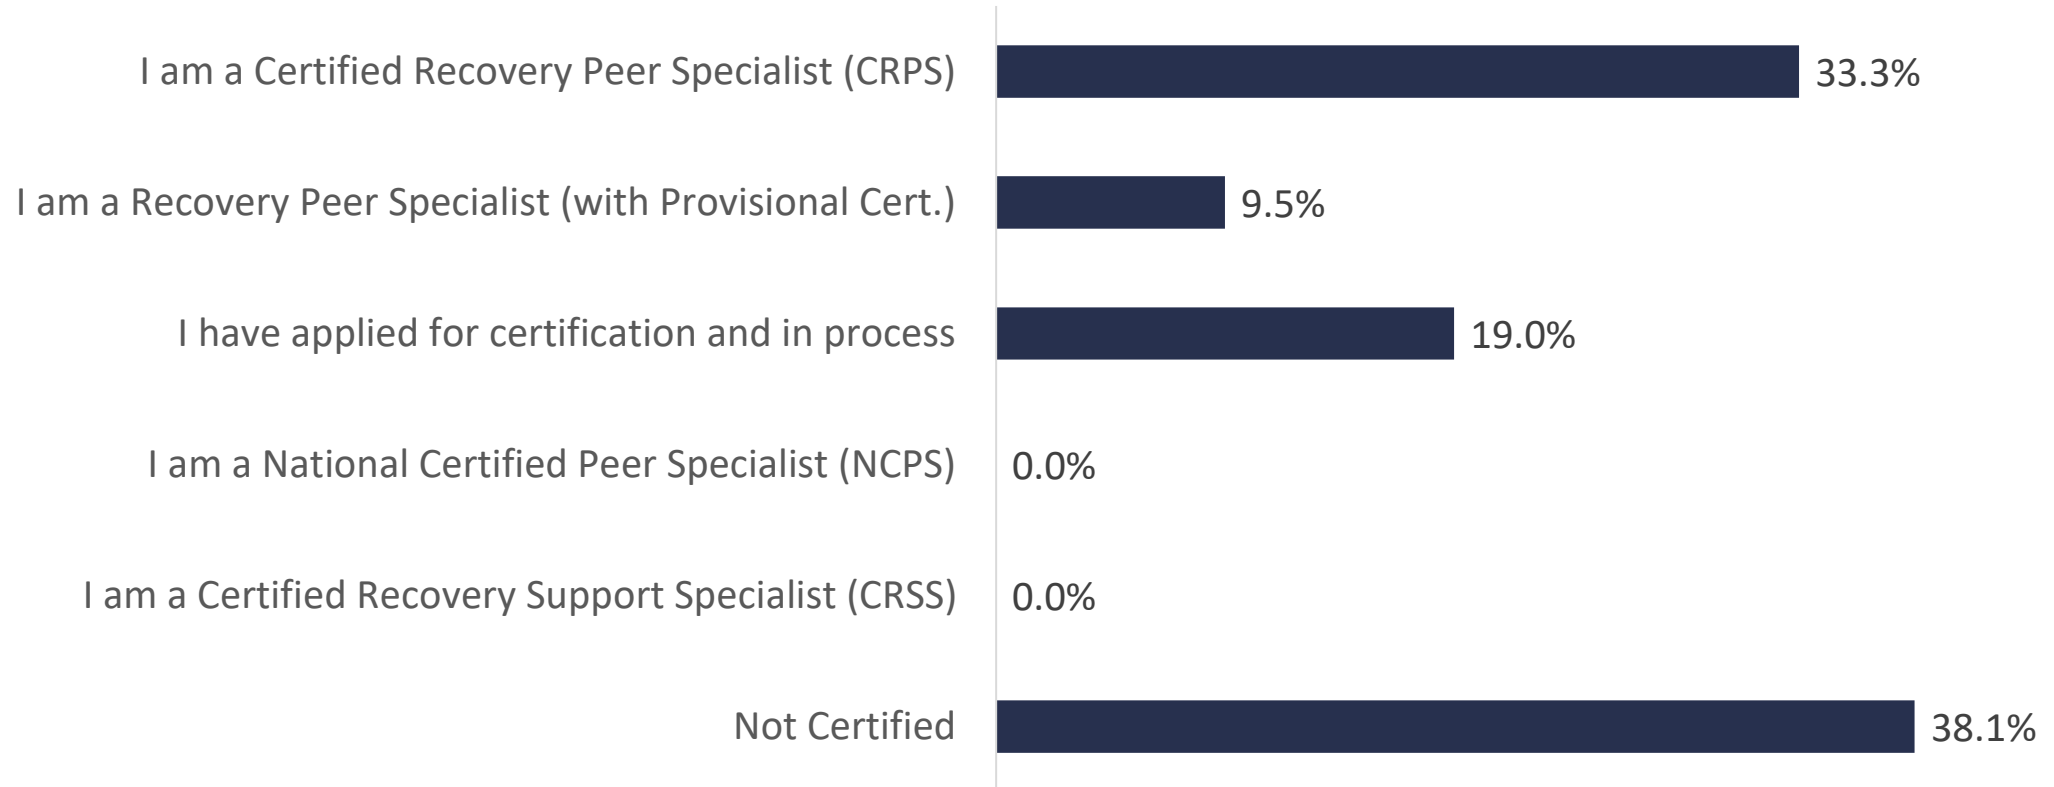 I am a Certified Recovery Peer Specialist (CRPS) 33.3%
I am a Recovery Peer Specialist (with Provisional Cert.) 9.5%
I have applied for certification and in process 19.0%
I am a National Certified Peer Specialist (NCPS) 0.0%
I am a Certified Recovery Support Specialist (CRSS) 0.0%
Not Certified 38.1%